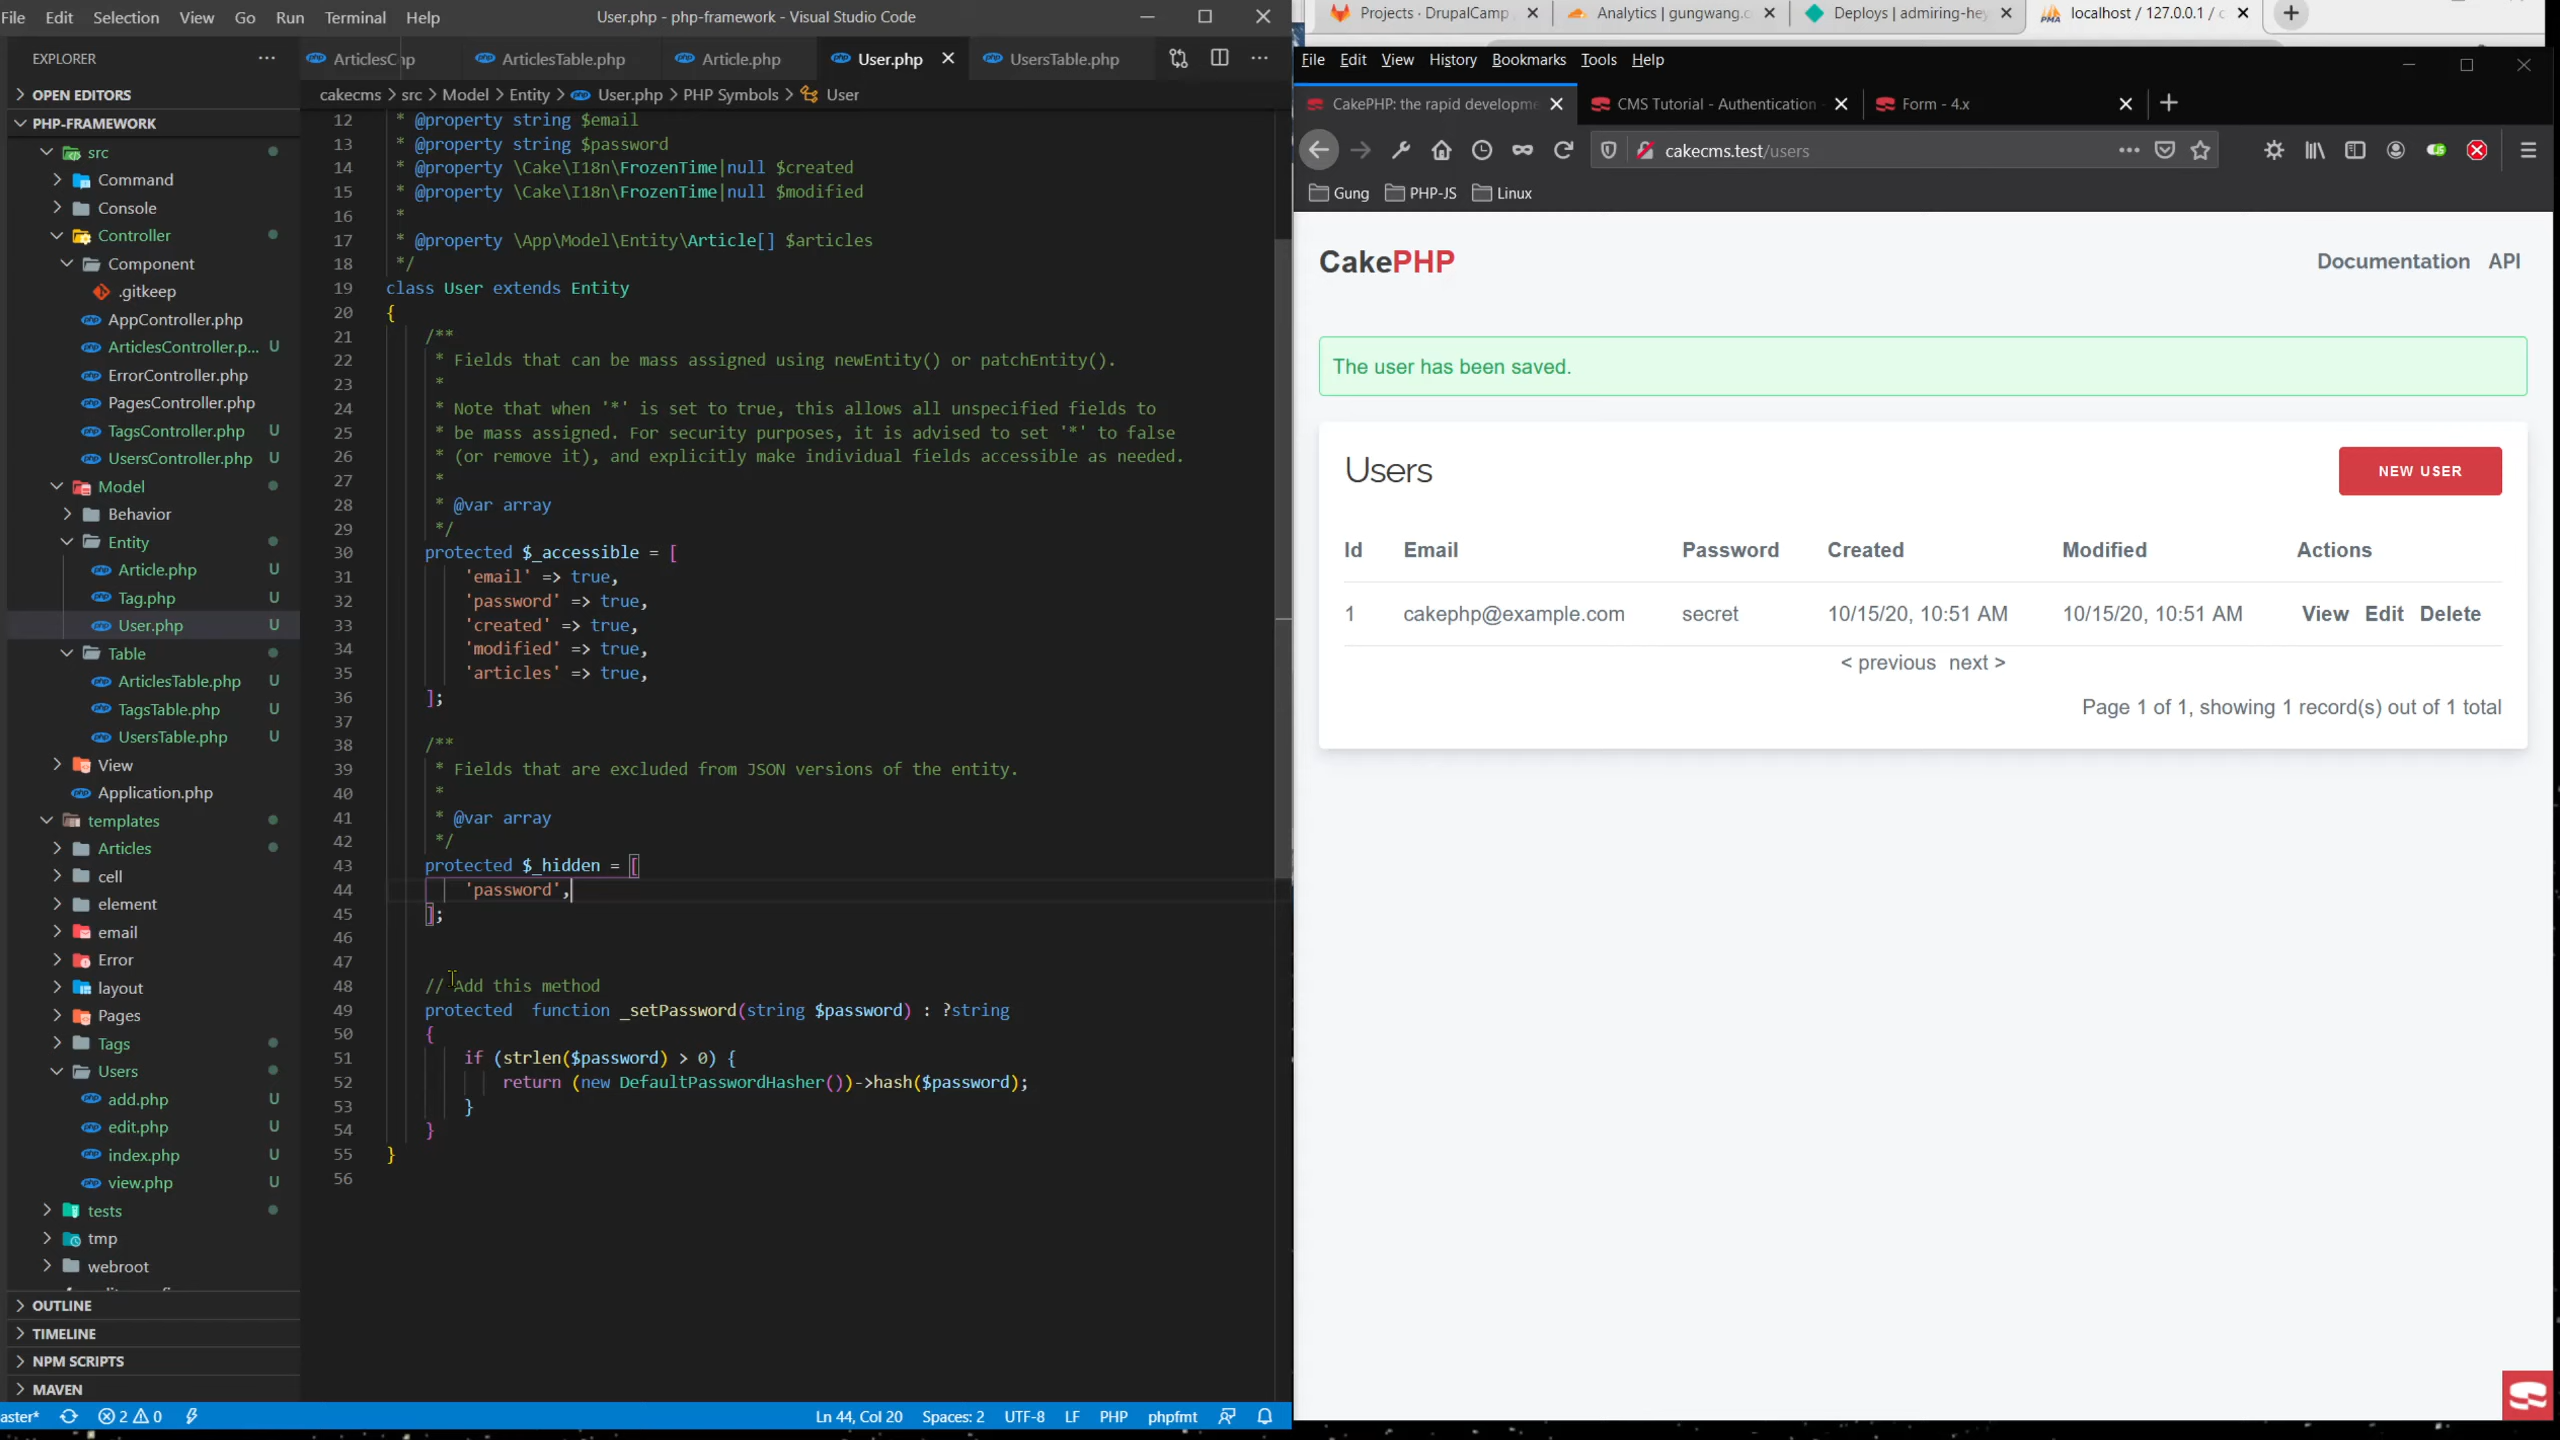 File Edit Selection View Go Run Terminal Help
User.php - php-framework - Visual Studio Code
EXPLORER
OPEN EDITORS
PHP-FRAMEWORK
src
Command
Console
Controller
Component
.gitkeep
AppController.php
ArticlesController.p... U
ErrorController.php
PagesController.php
TagsController.php U
UsersController.php U
Model
Behavior
Entity
Article.php U
Tag.php U
User.php U
Table
ArticlesTable.php U
TagsTable.php U
UsersTable.php U
View
Application.php
templates
Articles
cell
element
email
Error
layout
Pages
Tags
Users
add.php U
edit.php U
index.php U
view.php U
tests
tmp
webroot
OUTLINE
TIMELINE
NPM SCRIPTS
MAVEN
ArticlesC ArticlesTable.php Article.php User.php UsersTable.php
cakecms > src > Model > Entity > User.php > PHP Symbols > User
12 * @property string $email
13 * @property string $password
14 * @property \Cake\I18n\FrozenTime|null $created
15 * @property \Cake\I18n\FrozenTime|null $modified
16 *
17 * @property \App\Model\Entity\Article[] $articles
18 */
19 class User extends Entity
20 {
21 /**
22 * Fields that can be mass assigned using newEntity() or patchEntity().
23 *
24 * Note that when '*' is set to true, this allows all unspecified fields to
25 * be mass assigned. For security purposes, it is advised to set '*' to false
26 * (or remove it), and explicitly make individual fields accessible as needed.
27 *
28 * @var array
29 */
30 protected $_accessible = [
31 'email' => true,
32 'password' => true,
33 'created' => true,
34 'modified' => true,
35 'articles' => true,
36 ];
37
38 /**
39 * Fields that are excluded from JSON versions of the entity.
40 *
41 * @var array
42 */
43 protected $_hidden = [
44 'password',
45 ];
46
47
48 // Add this method
49 protected  function _setPassword(string $password) : ?string
50 {
51 if (strlen($password) > 0) {
52 return (new DefaultPasswordHasher())->hash($password);
53 }
54 }
55 }
56
aster* 2 0 Ln 44, Col 20 Spaces: 2 UTF-8 LF PHP phpfmt
Projects · DrupalCamp Analytics | gungwang.c Deploys | admiring-hey localhost / 127.0.0.1 / c
File Edit View History Bookmarks Tools Help
CakePHP: the rapid developme CMS Tutorial - Authentication Form - 4.x
cakecms.test/users
Gung PHP-JS Linux
CakePHP
Documentation API
The user has been saved.
Users
NEW USER
Id Email Password Created Modified Actions
1 cakephp@example.com secret 10/15/20, 10:51 AM 10/15/20, 10:51 AM View Edit Delete
< previous next >
Page 1 of 1, showing 1 record(s) out of 1 total